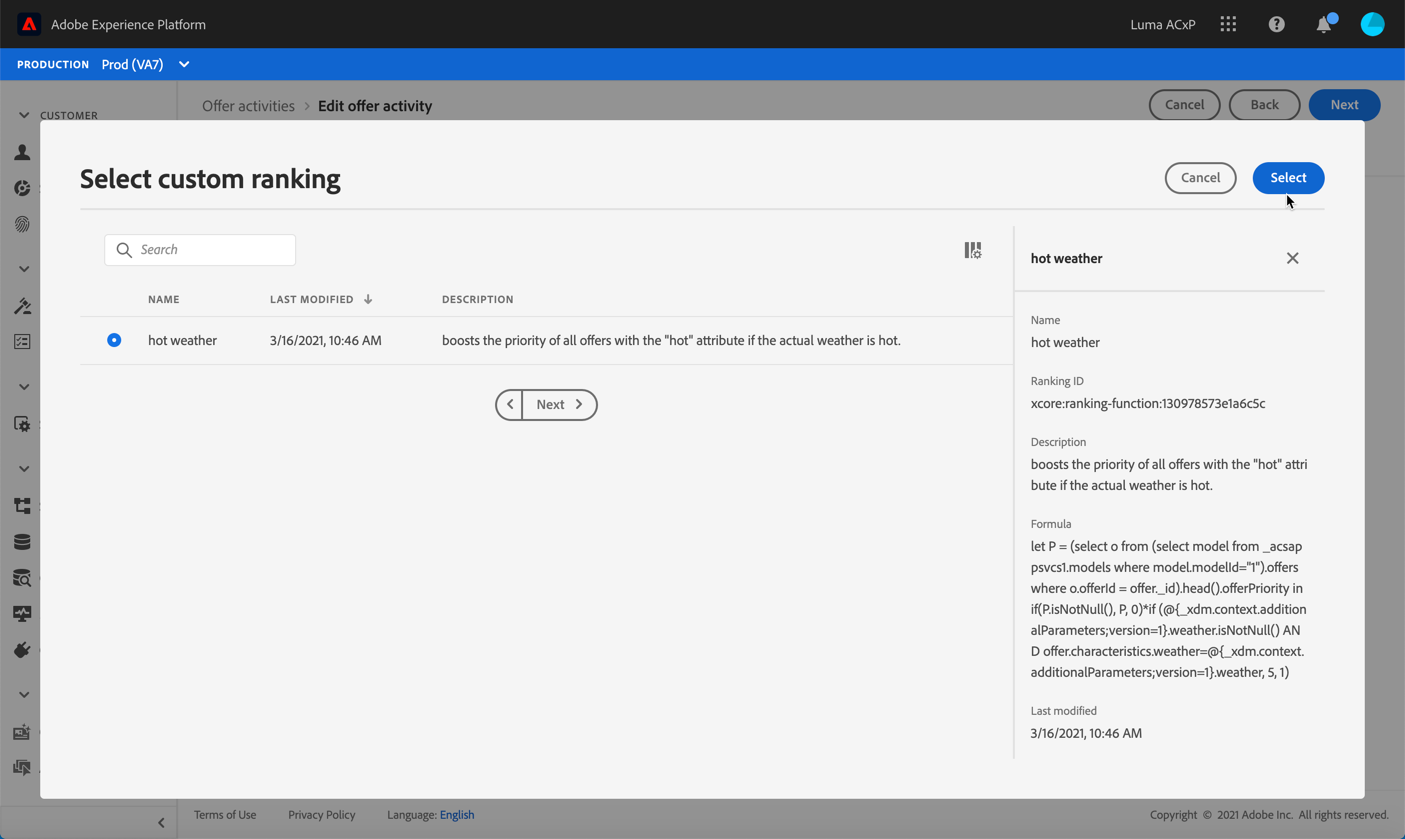 Adobe Experience Platform
Luma ACxP
PRODUCTION Prod (VA7)
CUSTOMER
Offer activities > Edit offer activity
Cancel
Back
Next
Select custom ranking
Cancel
Select
Search
NAME LAST MODIFIED DESCRIPTION
hot weather 3/16/2021, 10:46 AM boosts the priority of all offers with the "hot" attribute if the actual weather is hot.
Next
hot weather
Name
hot weather
Ranking ID
xcore:ranking-function:130978573e1a6c5c
Description
boosts the priority of all offers with the "hot" attri
bute if the actual weather is hot.
Formula
let P = (select o from (select model from _acsap
psvcs1.models where model.modelId="1").offers
where o.offerId = offer._id).head().offerPriority in
if(P.isNotNull(), P, 0)*if (@{_xdm.context.addition
alParameters;version=1}.weather.isNotNull() AN
D offer.characteristics.weather=@{_xdm.context.
additionalParameters;version=1}.weather, 5, 1)
Last modified
3/16/2021, 10:46 AM
Terms of Use Privacy Policy Language: English
Copyright © 2021 Adobe Inc. All rights reserved.